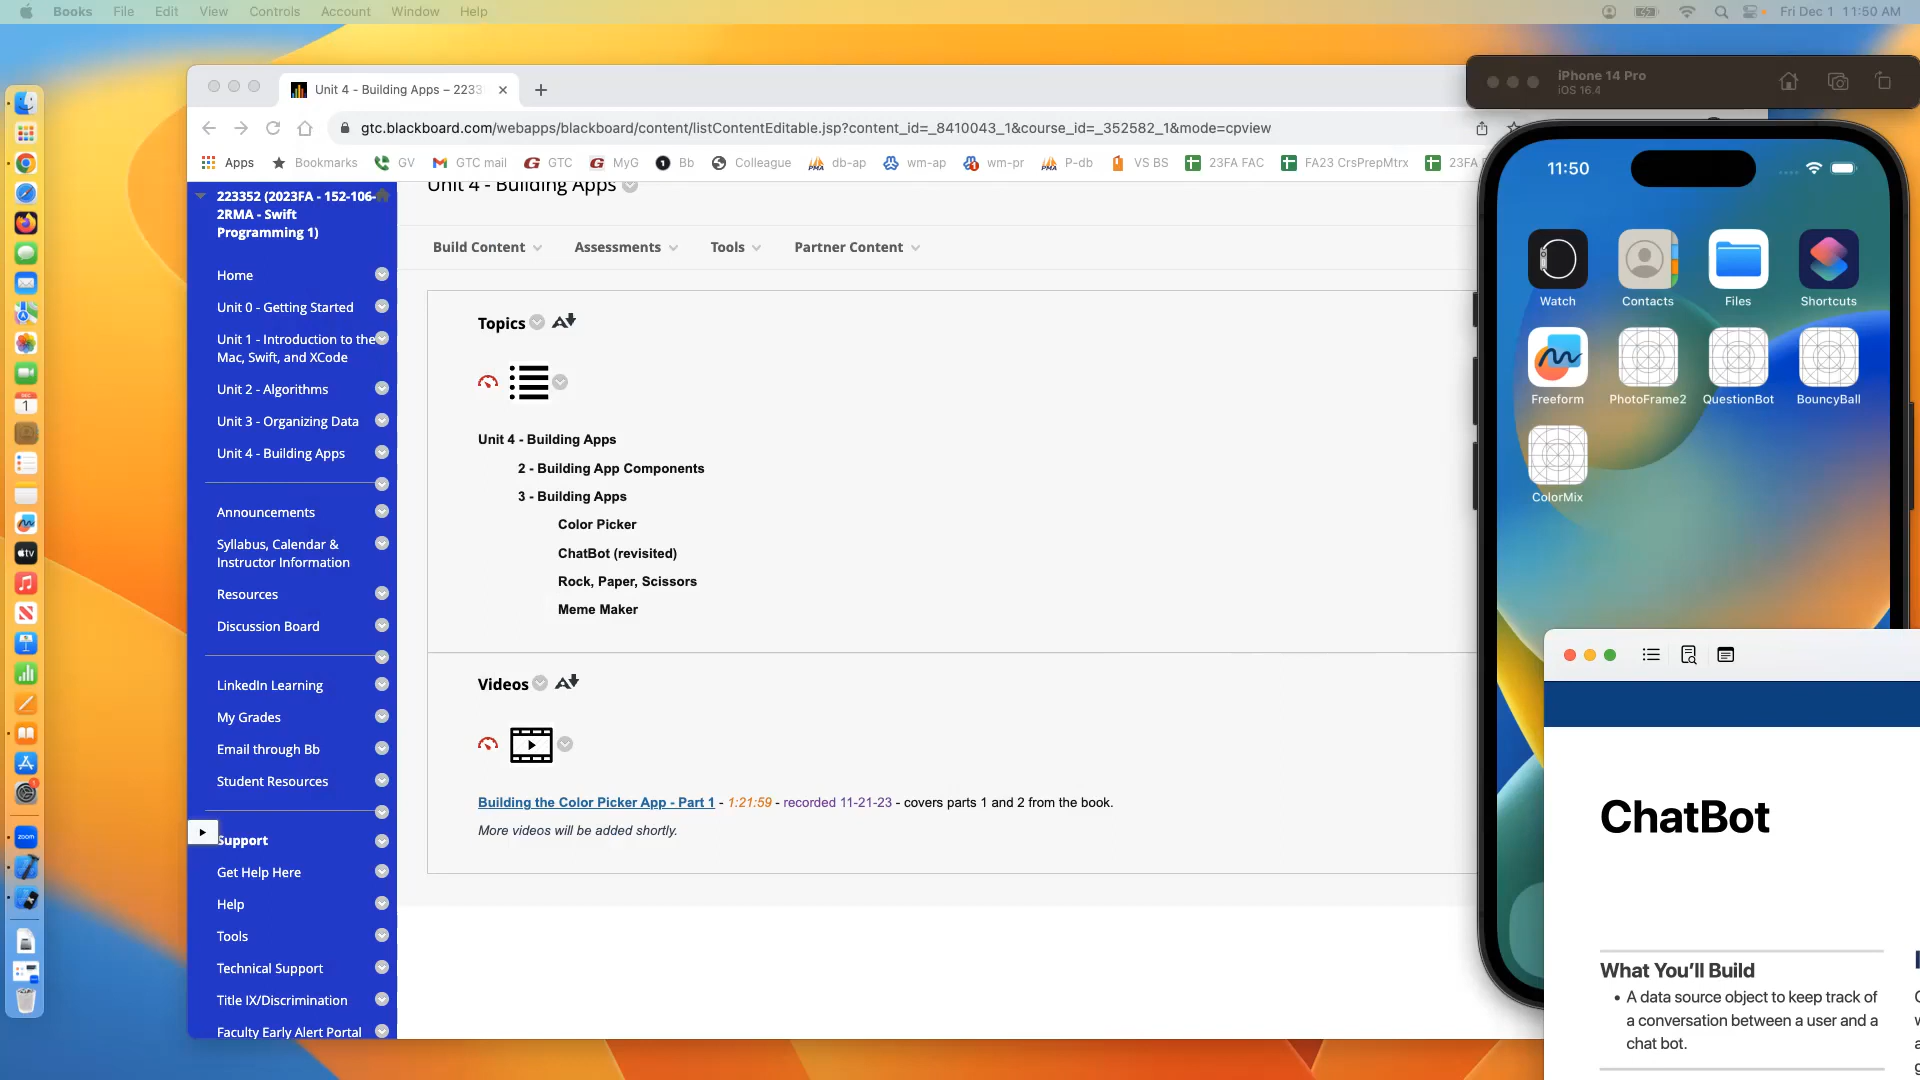 Books File Edit View Controls Account Window Help
Fri Dec 1 11:50 AM
Unit 4 - Building Apps – 2233
gtc.blackboard.com/webapps/blackboard/content/listContentEditable.jsp?content_id=_8410043_1&course_id=_352582_1&mode=cpview
Apps Bookmarks GV GTC mail GTC MyG Bb Colleague db-ap wm-ap wm-pr P-db VS BS 23FA FAC FA23 CrsPrepMtrx 23FA F
223352 (2023FA - 152-106-
2RMA - Swift
Programming 1)
Home
Unit 0 - Getting Started
Unit 1 - Introduction to the
Mac, Swift, and XCode
Unit 2 - Algorithms
Unit 3 - Organizing Data
Unit 4 - Building Apps
Announcements
Syllabus, Calendar &
Instructor Information
Resources
Discussion Board
LinkedIn Learning
My Grades
Email through Bb
Student Resources
Support
Get Help Here
Help
Tools
Technical Support
Title IX/Discrimination
Faculty Early Alert Portal
Unit 4 - Building Apps
Build Content Assessments Tools Partner Content
Topics
Unit 4 - Building Apps
2 - Building App Components
3 - Building Apps
Color Picker
ChatBot (revisited)
Rock, Paper, Scissors
Meme Maker
Videos
Building the Color Picker App - Part 1 - 1:21:59 - recorded 11-21-23 - covers parts 1 and 2 from the book.
More videos will be added shortly.
iPhone 14 Pro
iOS 16.4
11:50
Watch Contacts Files Shortcuts
Freeform PhotoFrame2 QuestionBot BouncyBall
ColorMix
ChatBot
What You'll Build
• A data source object to keep track of
a conversation between a user and a
chat bot.